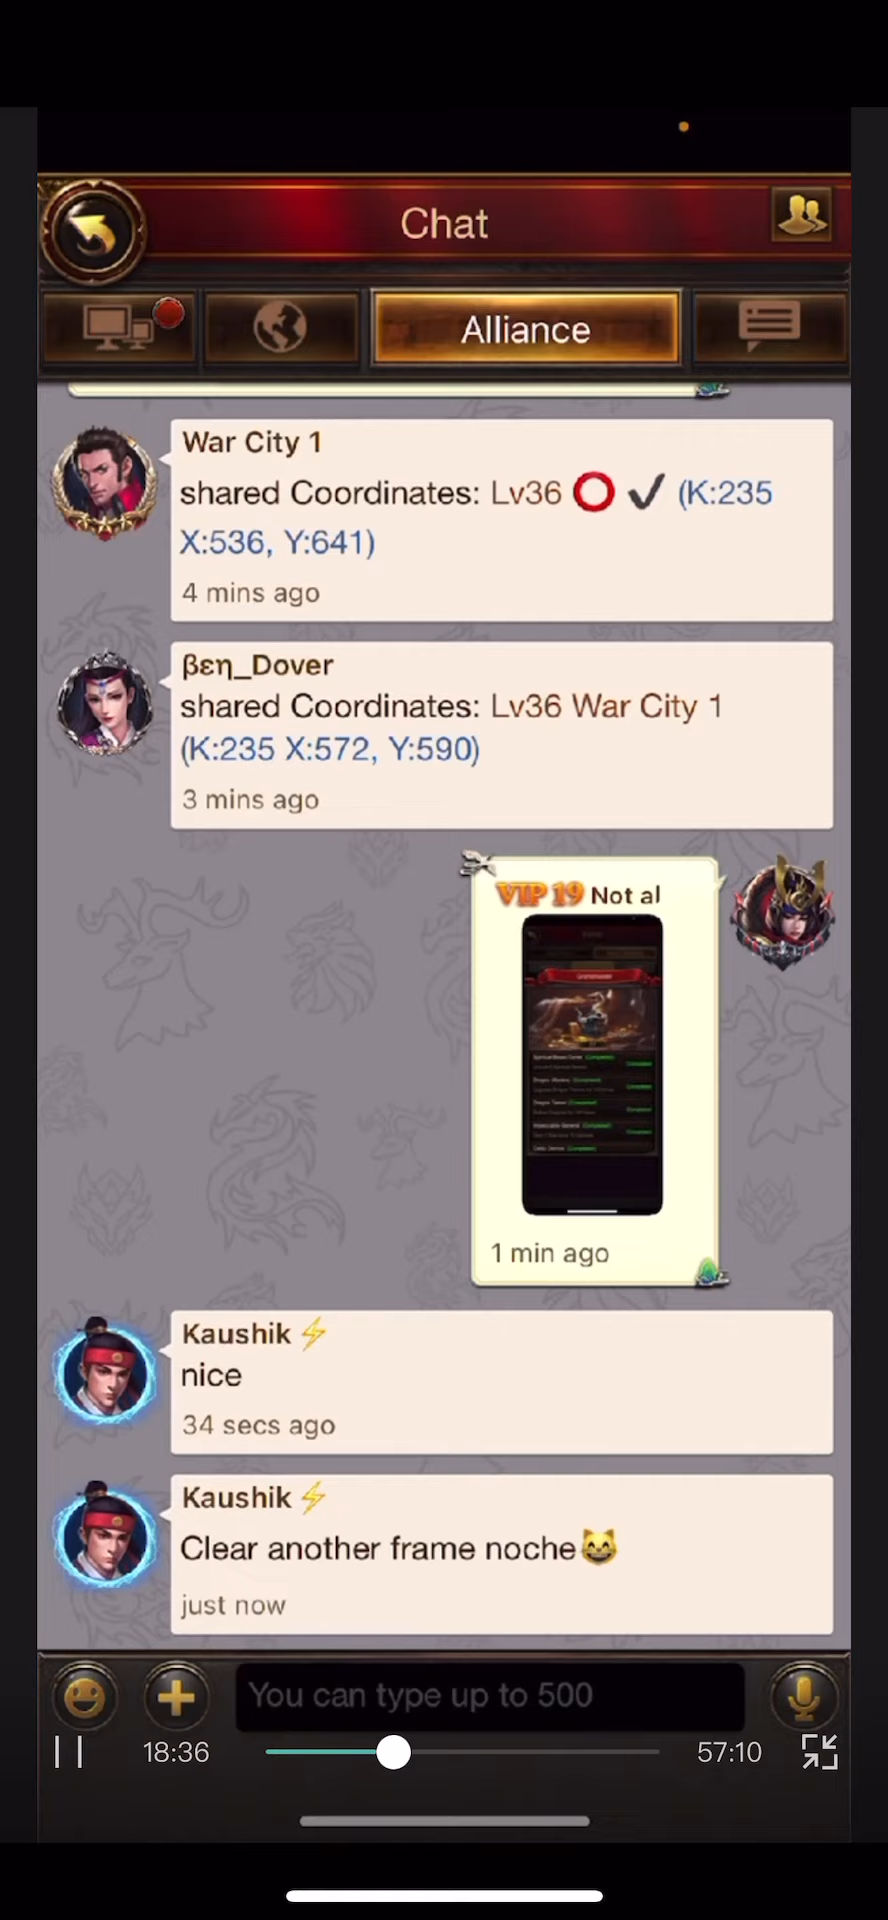 Chat
Alliance
War City 1
shared Coordinates: Lv36 ⭕ ✔ (K:235
X:536, Y:641)
4 mins ago
βεη_Dover
shared Coordinates: Lv36 War City 1
(K:235 X:572, Y:590)
3 mins ago
VIP 19 Not al
1 min ago
Kaushik ⚡
nice
34 secs ago
Kaushik ⚡
Clear another frame noche😸
just now
You can type up to 500
18:36
57:10